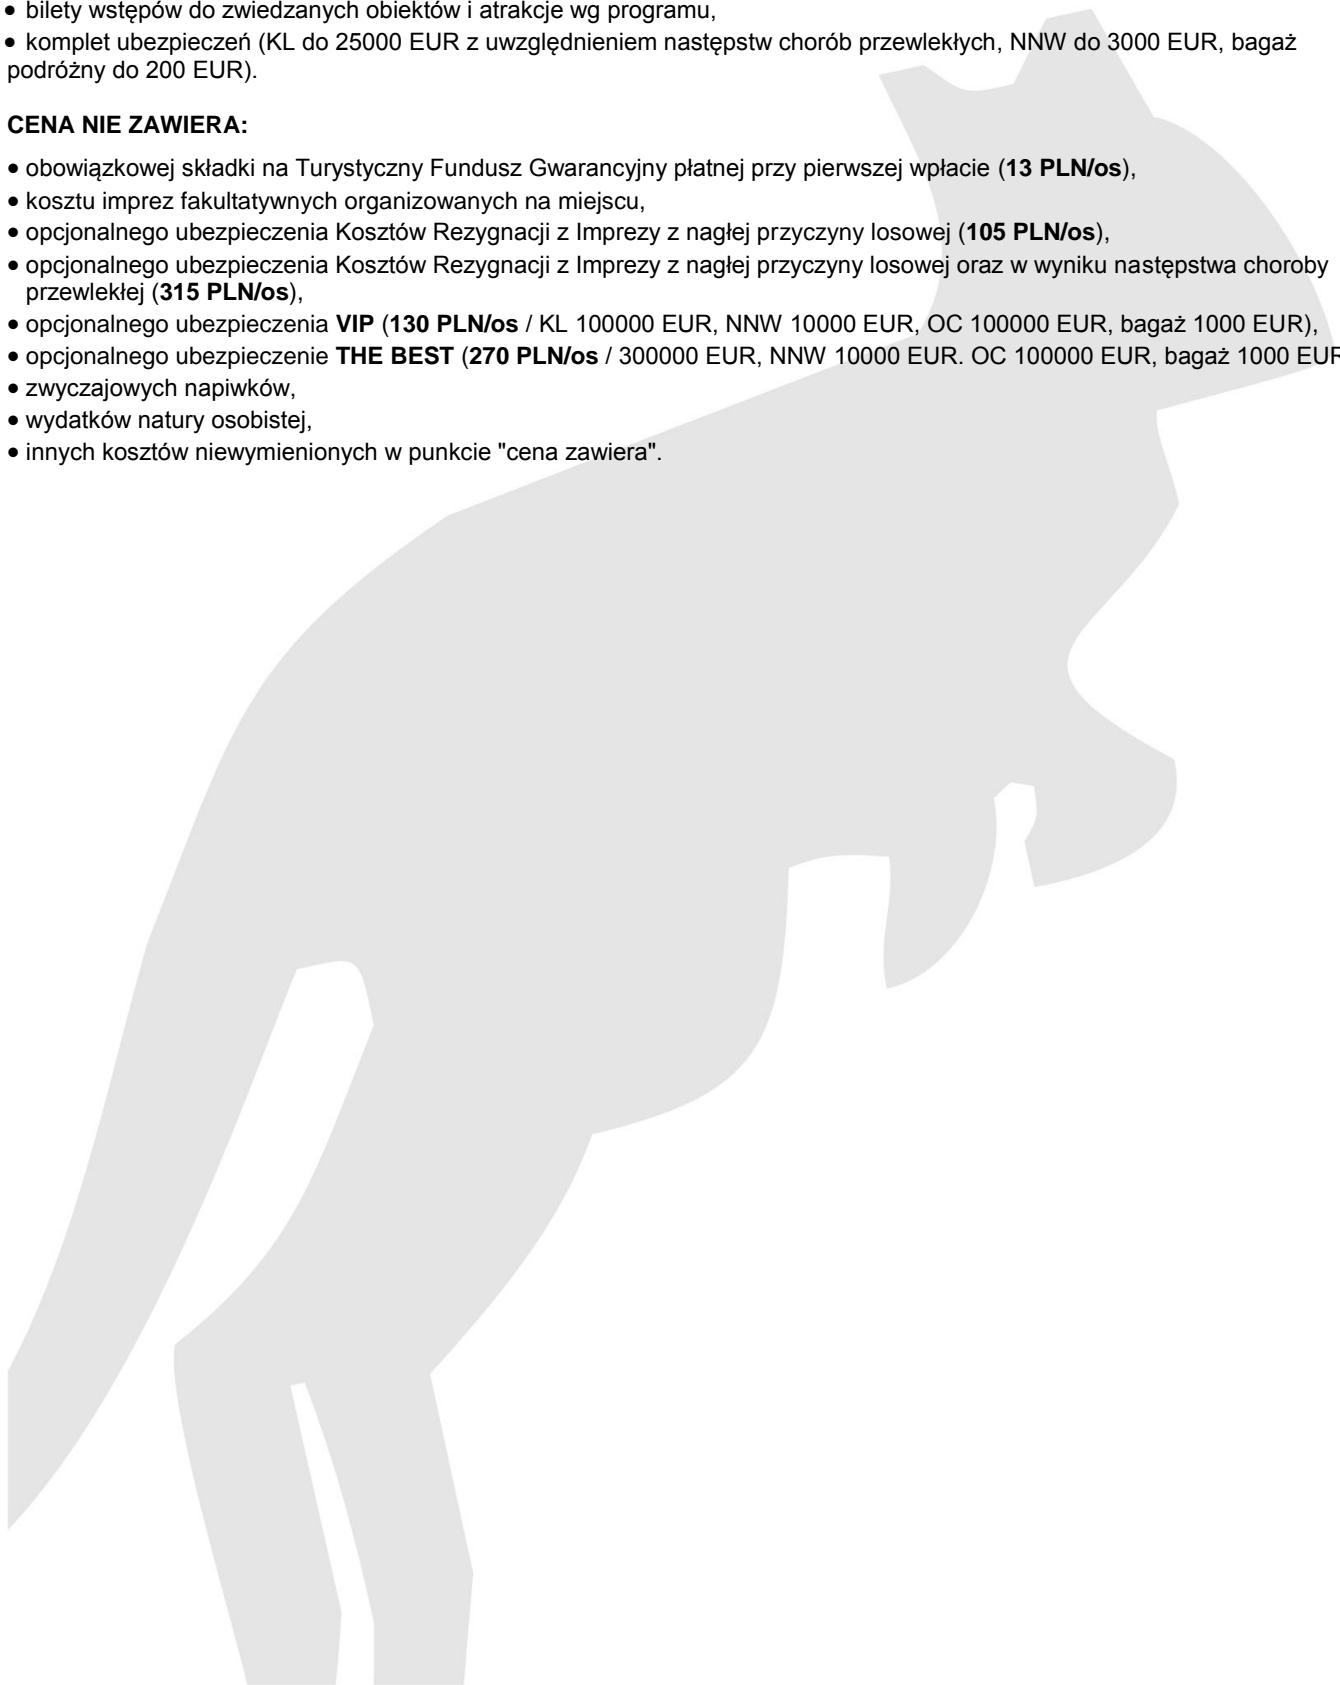 • bilety wstępów do zwiedzanych obiektów i atrakcje wg programu,
• komplet ubezpieczeń (KL do 25000 EUR z uwzględnieniem następstw chorób przewlekłych, NNW do 3000 EUR, bagaż
podróżny do 200 EUR).
CENA NIE ZAWIERA:
• obowiązkowej składki na Turystyczny Fundusz Gwarancyjny płatnej przy pierwszej wpłacie (13 PLN/os),
• kosztu imprez fakultatywnych organizowanych na miejscu,
• opcjonalnego ubezpieczenia Kosztów Rezygnacji z Imprezy z nagłej przyczyny losowej (105 PLN/os),
• opcjonalnego ubezpieczenia Kosztów Rezygnacji z Imprezy z nagłej przyczyny losowej oraz w wyniku następstwa choroby
przewlekłej (315 PLN/os),
• opcjonalnego ubezpieczenia VIP (130 PLN/os / KL 100000 EUR, NNW 10000 EUR, OC 100000 EUR, bagaż 1000 EUR),
• opcjonalnego ubezpieczenie THE BEST (270 PLN/os / 300000 EUR, NNW 10000 EUR. OC 100000 EUR, bagaż 1000 EUR
• zwyczajowych napiwków,
• wydatków natury osobistej,
• innych kosztów niewymienionych w punkcie "cena zawiera".